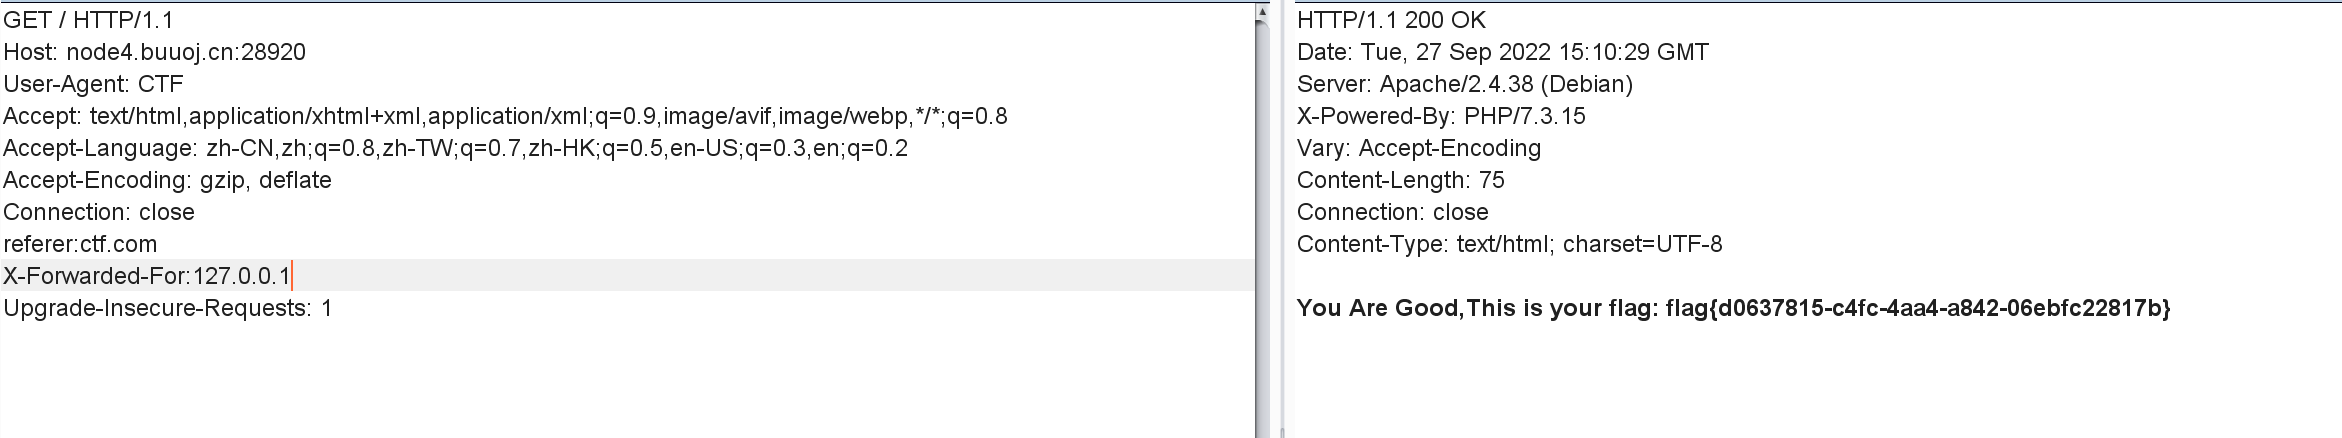 GET / HTTP/1.1
Host: node4.buuoj.cn:28920
User-Agent: CTF
Accept: text/html,application/xhtml+xml,application/xml;q=0.9,image/avif,image/webp,*/*;q=0.8
Accept-Language: zh-CN,zh;q=0.8,zh-TW;q=0.7,zh-HK;q=0.5,en-US;q=0.3,en;q=0.2
Accept-Encoding: gzip, deflate
Connection: close
referer:ctf.com
X-Forwarded-For:127.0.0.1
Upgrade-Insecure-Requests: 1
HTTP/1.1 200 OK
Date: Tue, 27 Sep 2022 15:10:29 GMT
Server: Apache/2.4.38 (Debian)
X-Powered-By: PHP/7.3.15
Vary: Accept-Encoding
Content-Length: 75
Connection: close
Content-Type: text/html; charset=UTF-8
You Are Good,This is your flag: flag{d0637815-c4fc-4aa4-a842-06ebfc22817b}